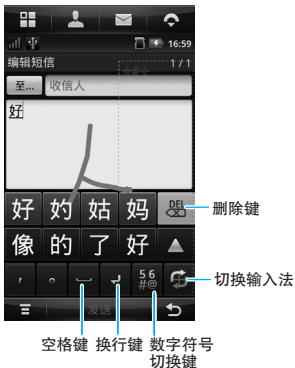 16:59
编辑短信
1/1
至...
收信人
好
好 妁 姑 妈 DEL
像 的 了 好
, 。 56
#@
发送
删除键
切换输入法
空格键 换行键 数字符号
切换键